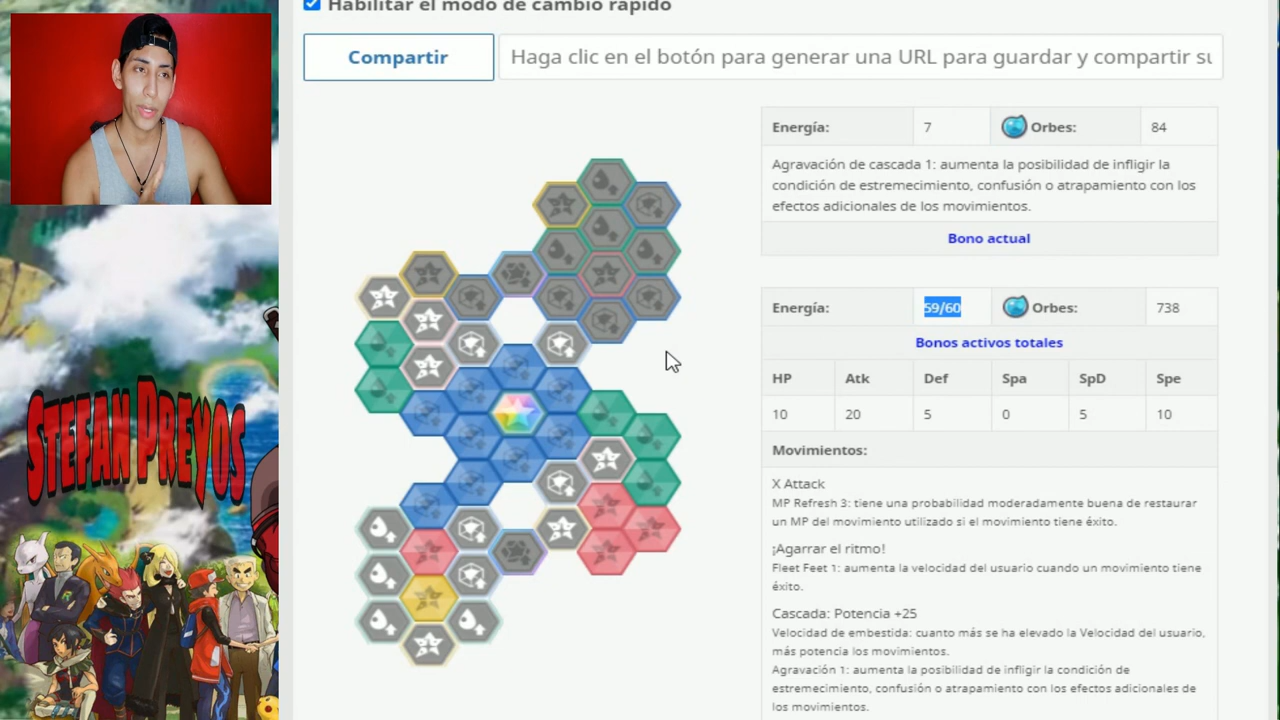 Habilitar el modo de cambio rápido
Compartir
Haga clic en el botón para generar una URL para guardar y compartir su
Energía: 7 Orbes: 84
Agravación de cascada 1: aumenta la posibilidad de infligir la
condición de estremecimiento, confusión o atrapamiento con los
efectos adicionales de los movimientos.
Bono actual
Energía: 59/60 Orbes: 738
Bonos activos totales
HP Atk Def Spa SpD Spe
10 20 5 0 5 10
Movimientos:
X Attack
MP Refresh 3: tiene una probabilidad moderadamente buena de restaurar
un MP del movimiento utilizado si el movimiento tiene éxito.
¡Agarrar el ritmo!
Fleet Feet 1: aumenta la velocidad del usuario cuando un movimiento tiene
éxito.
Cascada: Potencia +25
Velocidad de embestida: cuanto más se ha elevado la Velocidad del usuario,
más potencia los movimientos.
Agravación 1: aumenta la posibilidad de infligir la condición de
estremecimiento, confusión o atrapamiento con los efectos adicionales de
los movimientos.
STEFAN PREYOS